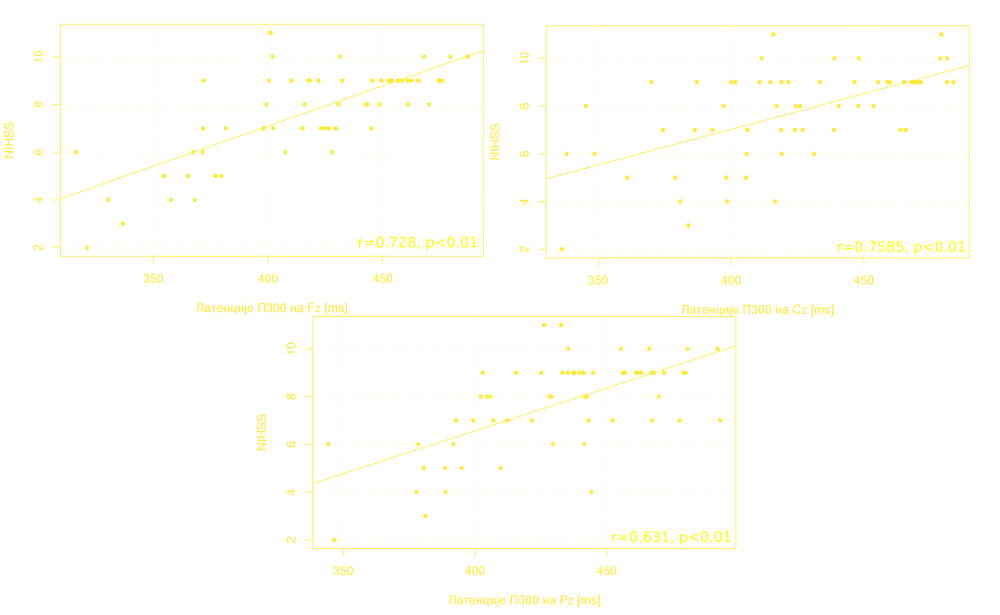 NIHSS
2 4 6 8 10
350 400 450
r=0.728, p<0.01
Латенције П300 на Fz [ms]
NIHSS
2 4 6 8 10
350 400 450
r=0.7585, p<0.01
Латенције П300 на Cz [ms]
NIHSS
2 4 6 8 10
r=0.631, p<0.01
350 400 450
Латенције П300 на Pz [ms]